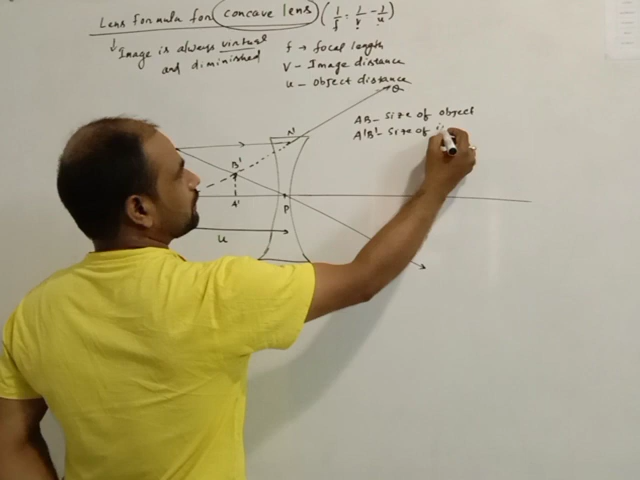 Lens formula for concave lens (1/f = 1/v - 1/u)
↓ Image is always virtual
and diminished
f → focal length
V - Image distance
u - Object distance
Q
AB - Size of object
A'B' - Size of
N
B'
A'
P
u